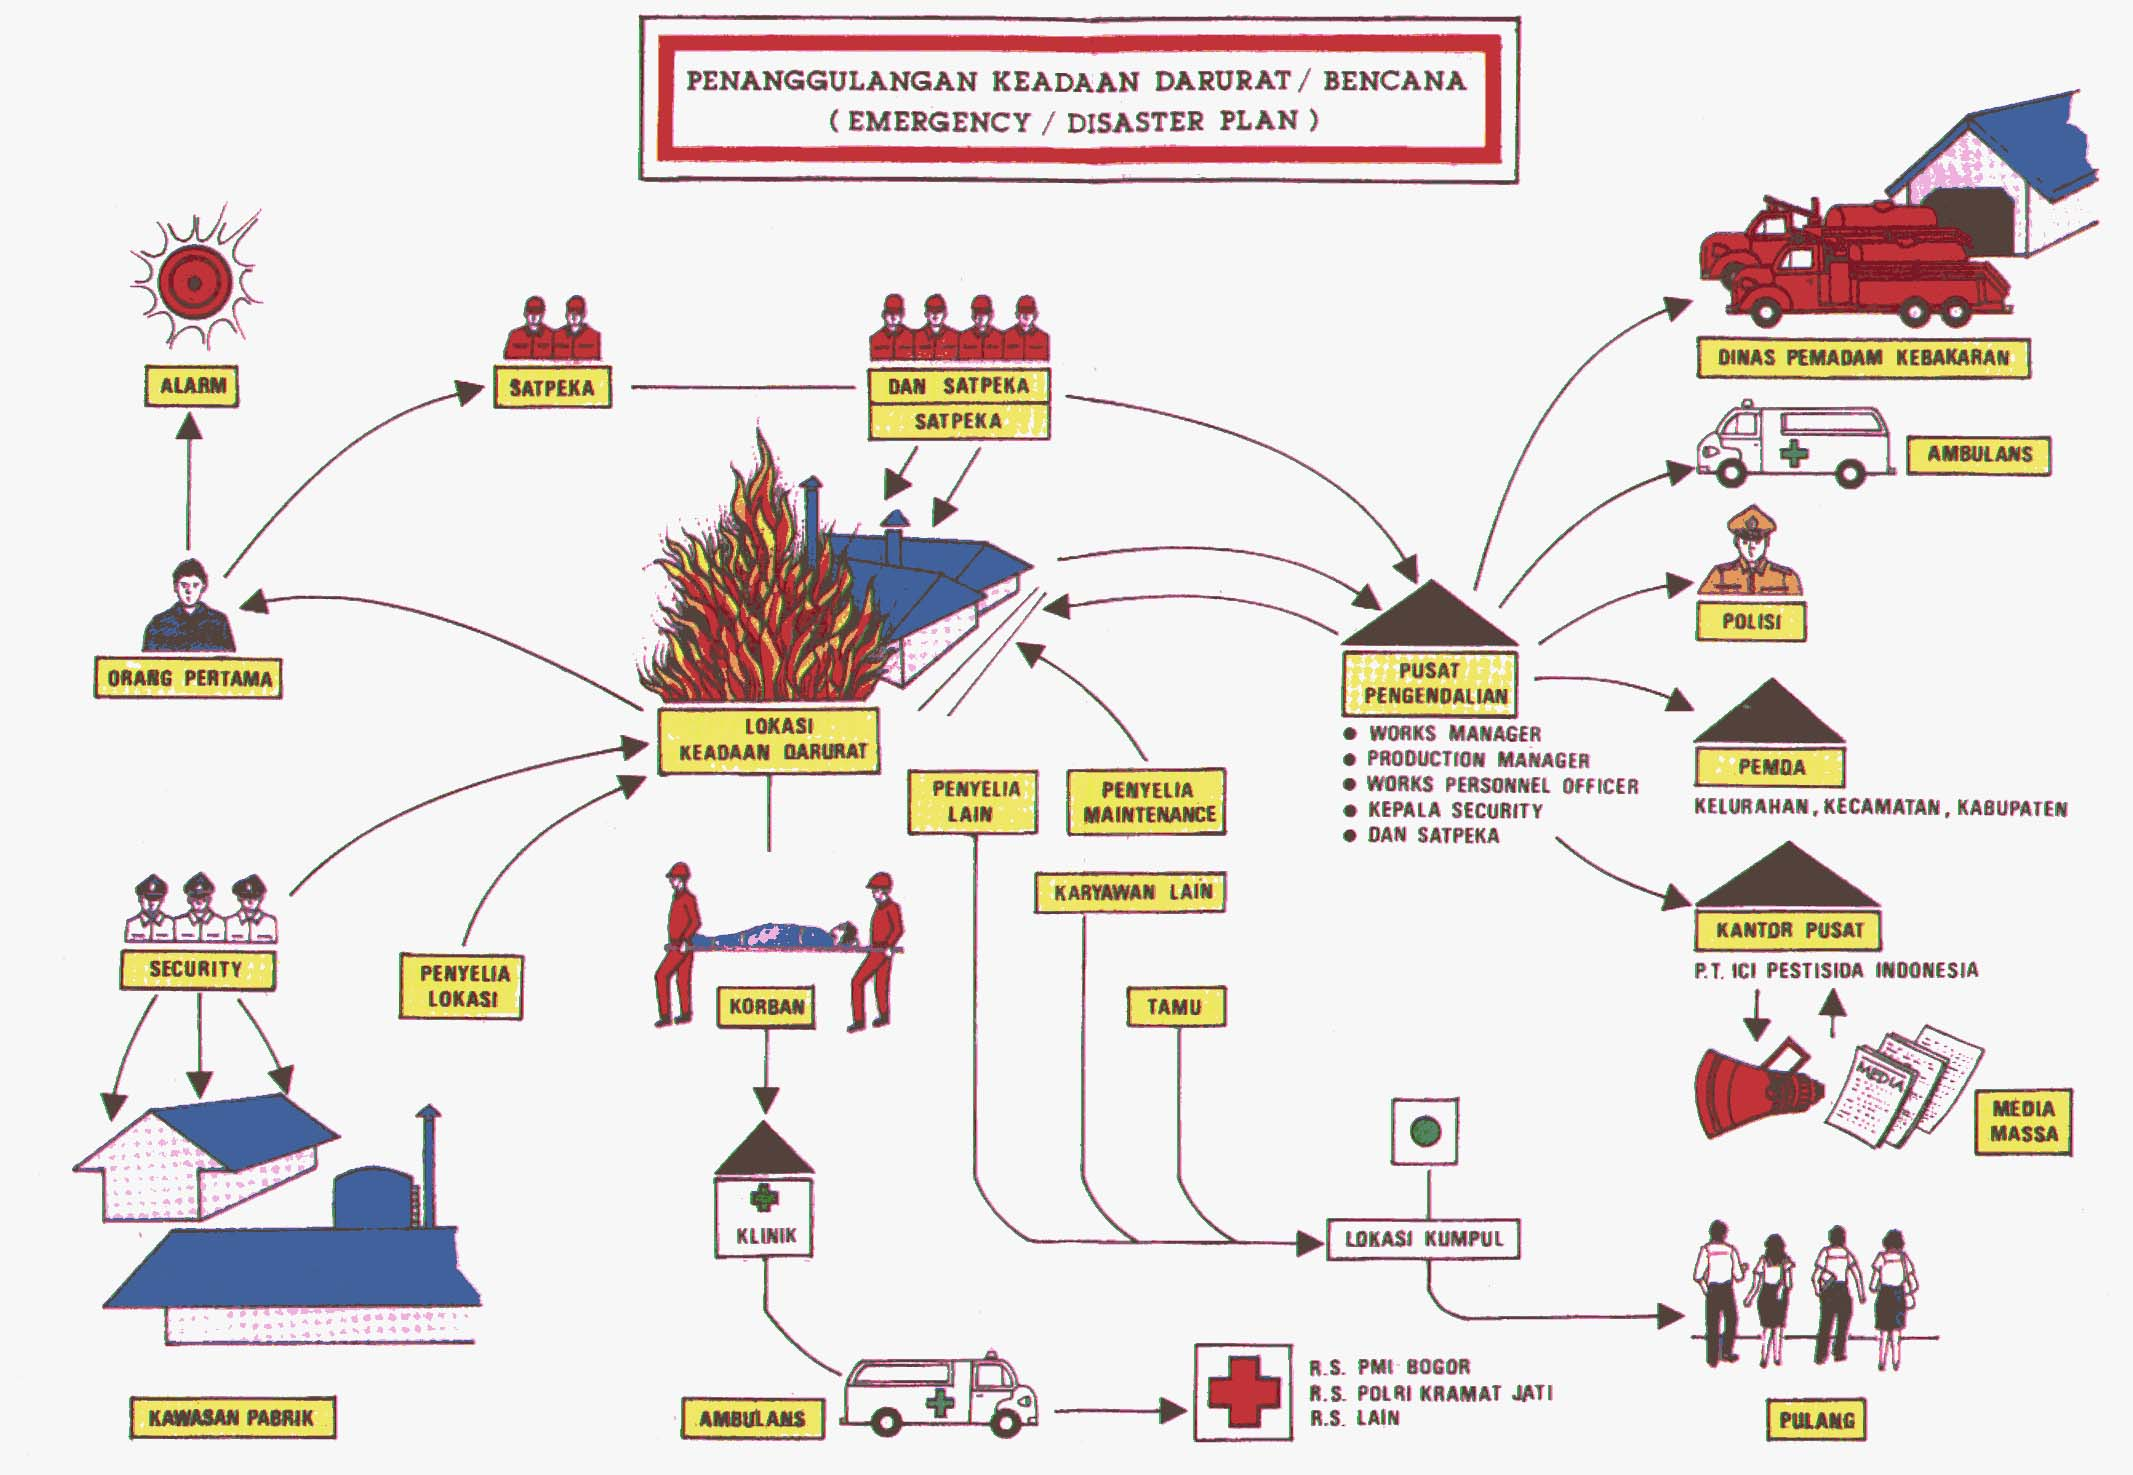 PENANGGULANGAN KEADAAN DARURAT / BENCANA
( EMERGENCY / DISASTER PLAN )
ALARM
SATPEKA
DAN SATPEKA
SATPEKA
DINAS PEMADAM KEBAKARAN
AMBULANS
POLISI
ORANG PERTAMA
LOKASI
KEADAAN DARURAT
PUSAT
PENGENDALIAN
● WORKS MANAGER
● PRODUCTION MANAGER
● WORKS PERSONNEL OFFICER
● KEPALA SECURITY
● DAN SATPEKA
PEMDA
KELURAHAN, KECAMATAN, KABUPATEN
PENYELIA
LAIN
PENYELIA
MAINTENANCE
KARYAWAN LAIN
KANTOR PUSAT
P.T. ICI PESTISIDA INDONESIA
SECURITY
PENYELIA
LOKASI
KORBAN
TAMU
MEDIA
MEDIA
MASSA
KLINIK
LOKASI KUMPUL
KAWASAN PABRIK
AMBULANS
R.S. PMI BOGOR
R.S. POLRI KRAMAT JATI
R.S. LAIN
PULANG